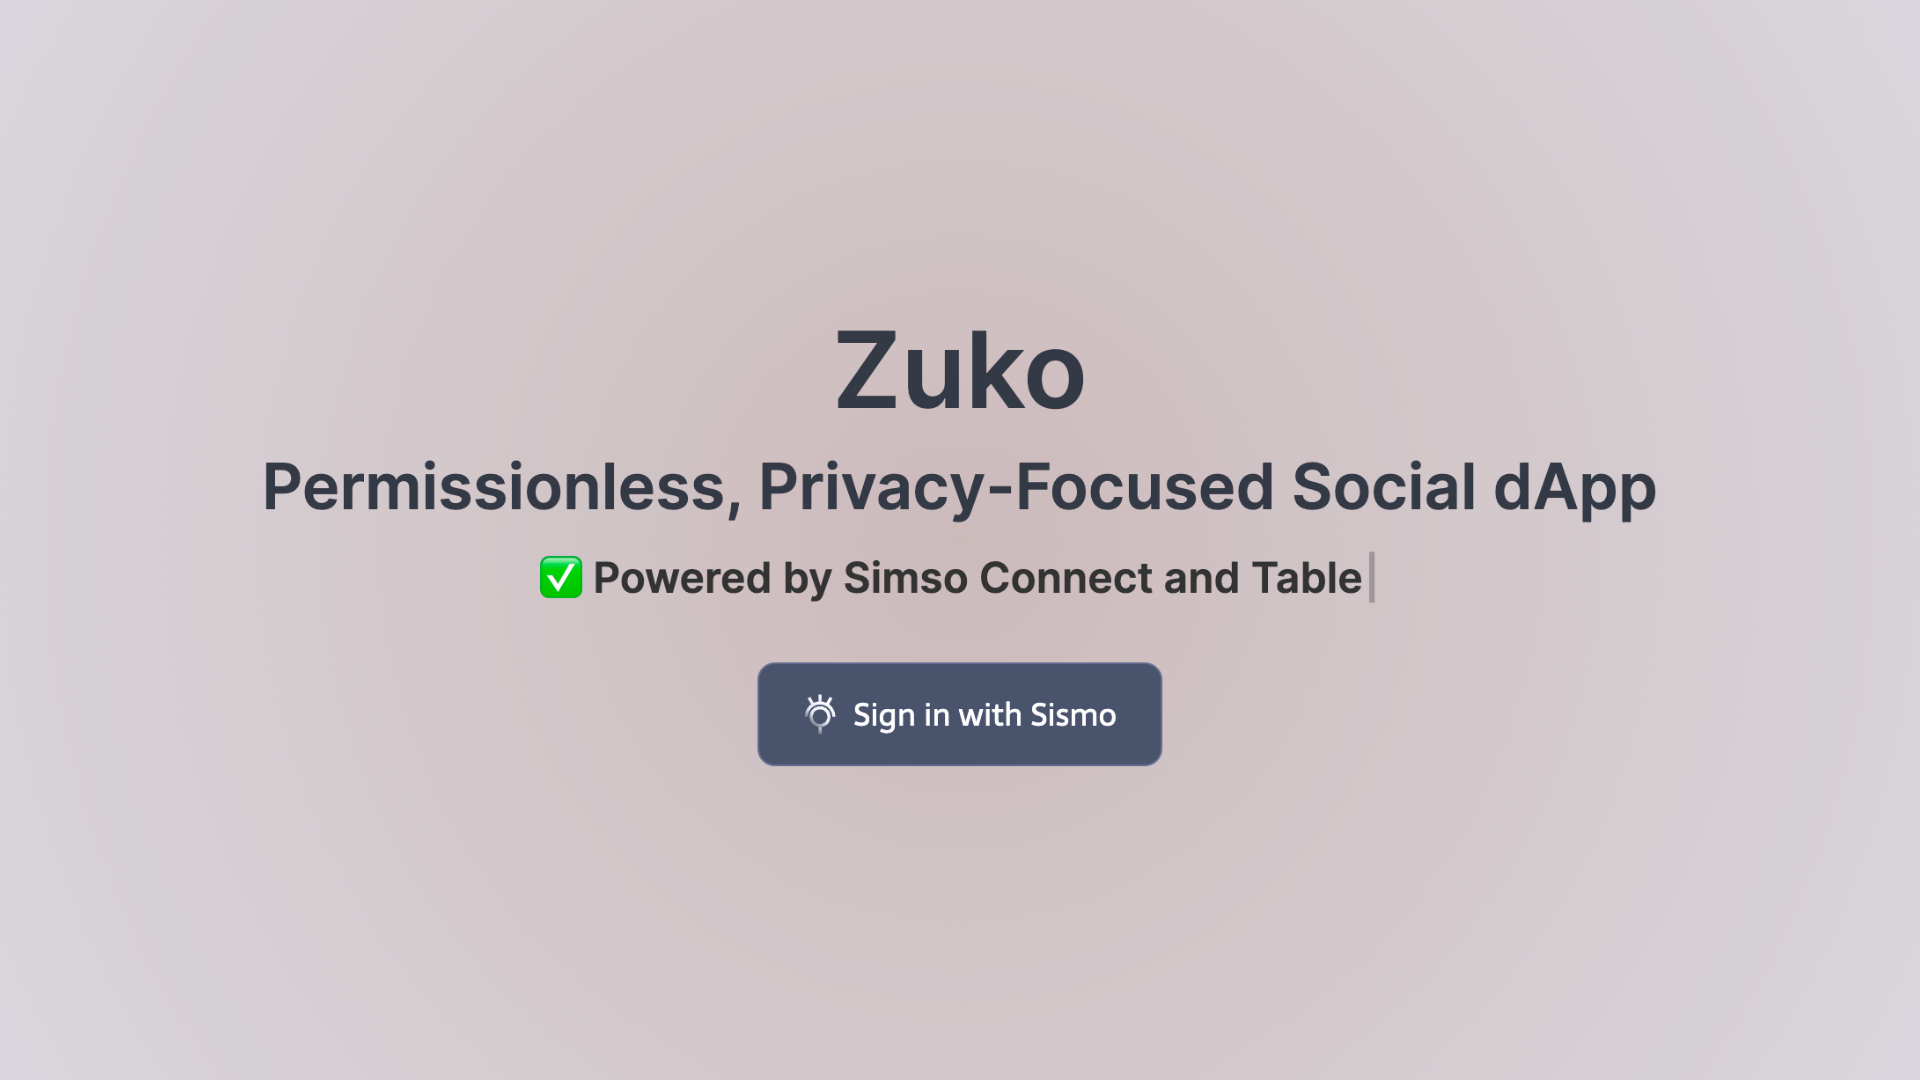 Zuko
Permissionless, Privacy-Focused Social dApp
✅ Powered by Simso Connect and Table
Sign in with Sismo